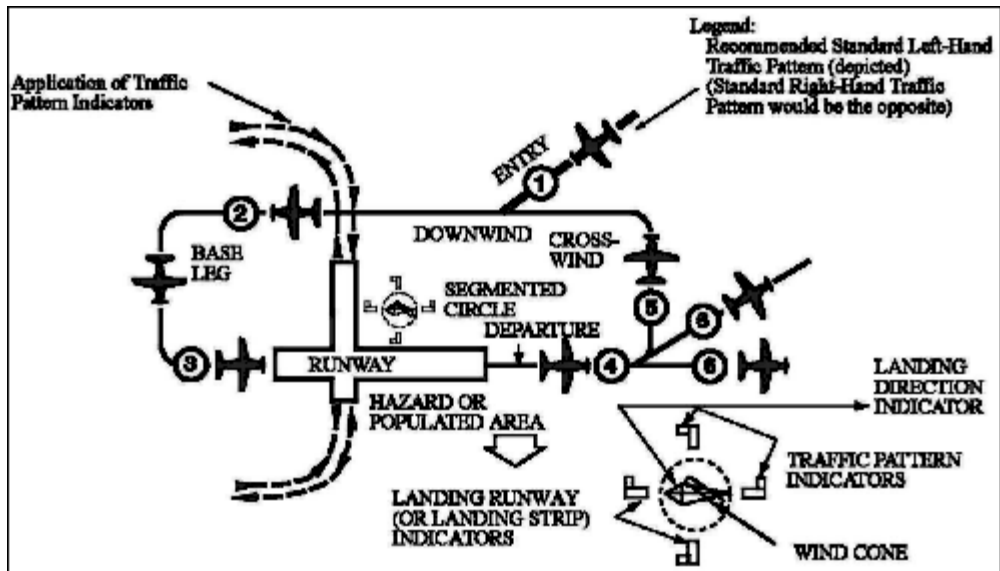 Legend:
Recommended Standard Left-Hand
Traffic Pattern (depicted)
(Standard Right-Hand Traffic
Pattern would be the opposite)
Application of Traffic
Pattern Indicators
ENTRY
1
2
DOWNWIND
CROSS-
WIND
BASE
LEG
SEGMENTED
CIRCLE
5
6
DEPARTURE
3
RUNWAY
4
6
LANDING
DIRECTION
INDICATOR
HAZARD OR
POPULATED AREA
TRAFFIC PATTERN
INDICATORS
LANDING RUNWAY
(OR LANDING STRIP)
INDICATORS
WIND CONE